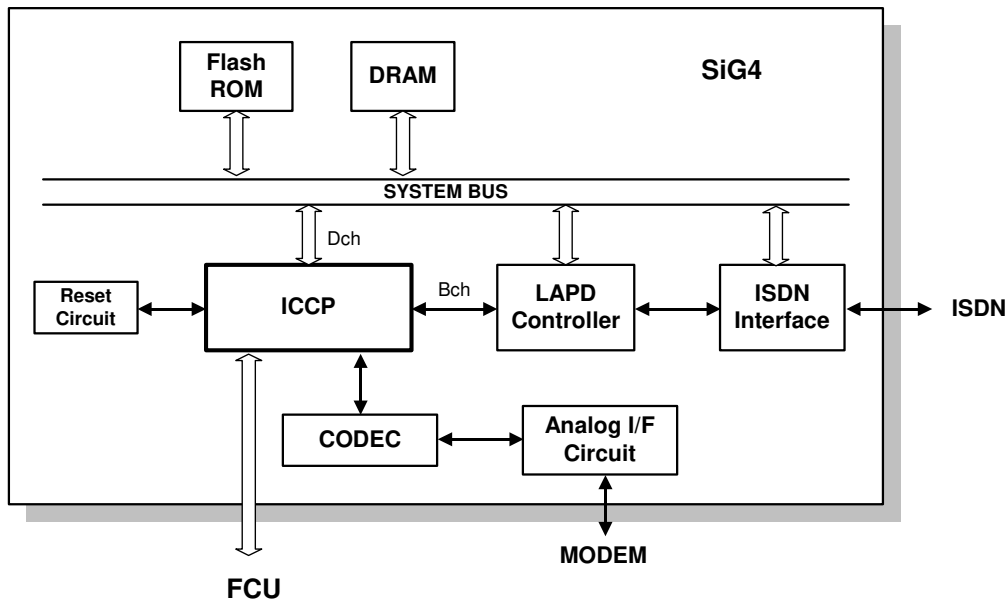 Flash
ROM
DRAM
SiG4
SYSTEM BUS
Dch
Reset
Circuit
ICCP
Bch
LAPD
Controller
ISDN
Interface
ISDN
CODEC
Analog I/F
Circuit
MODEM
FCU